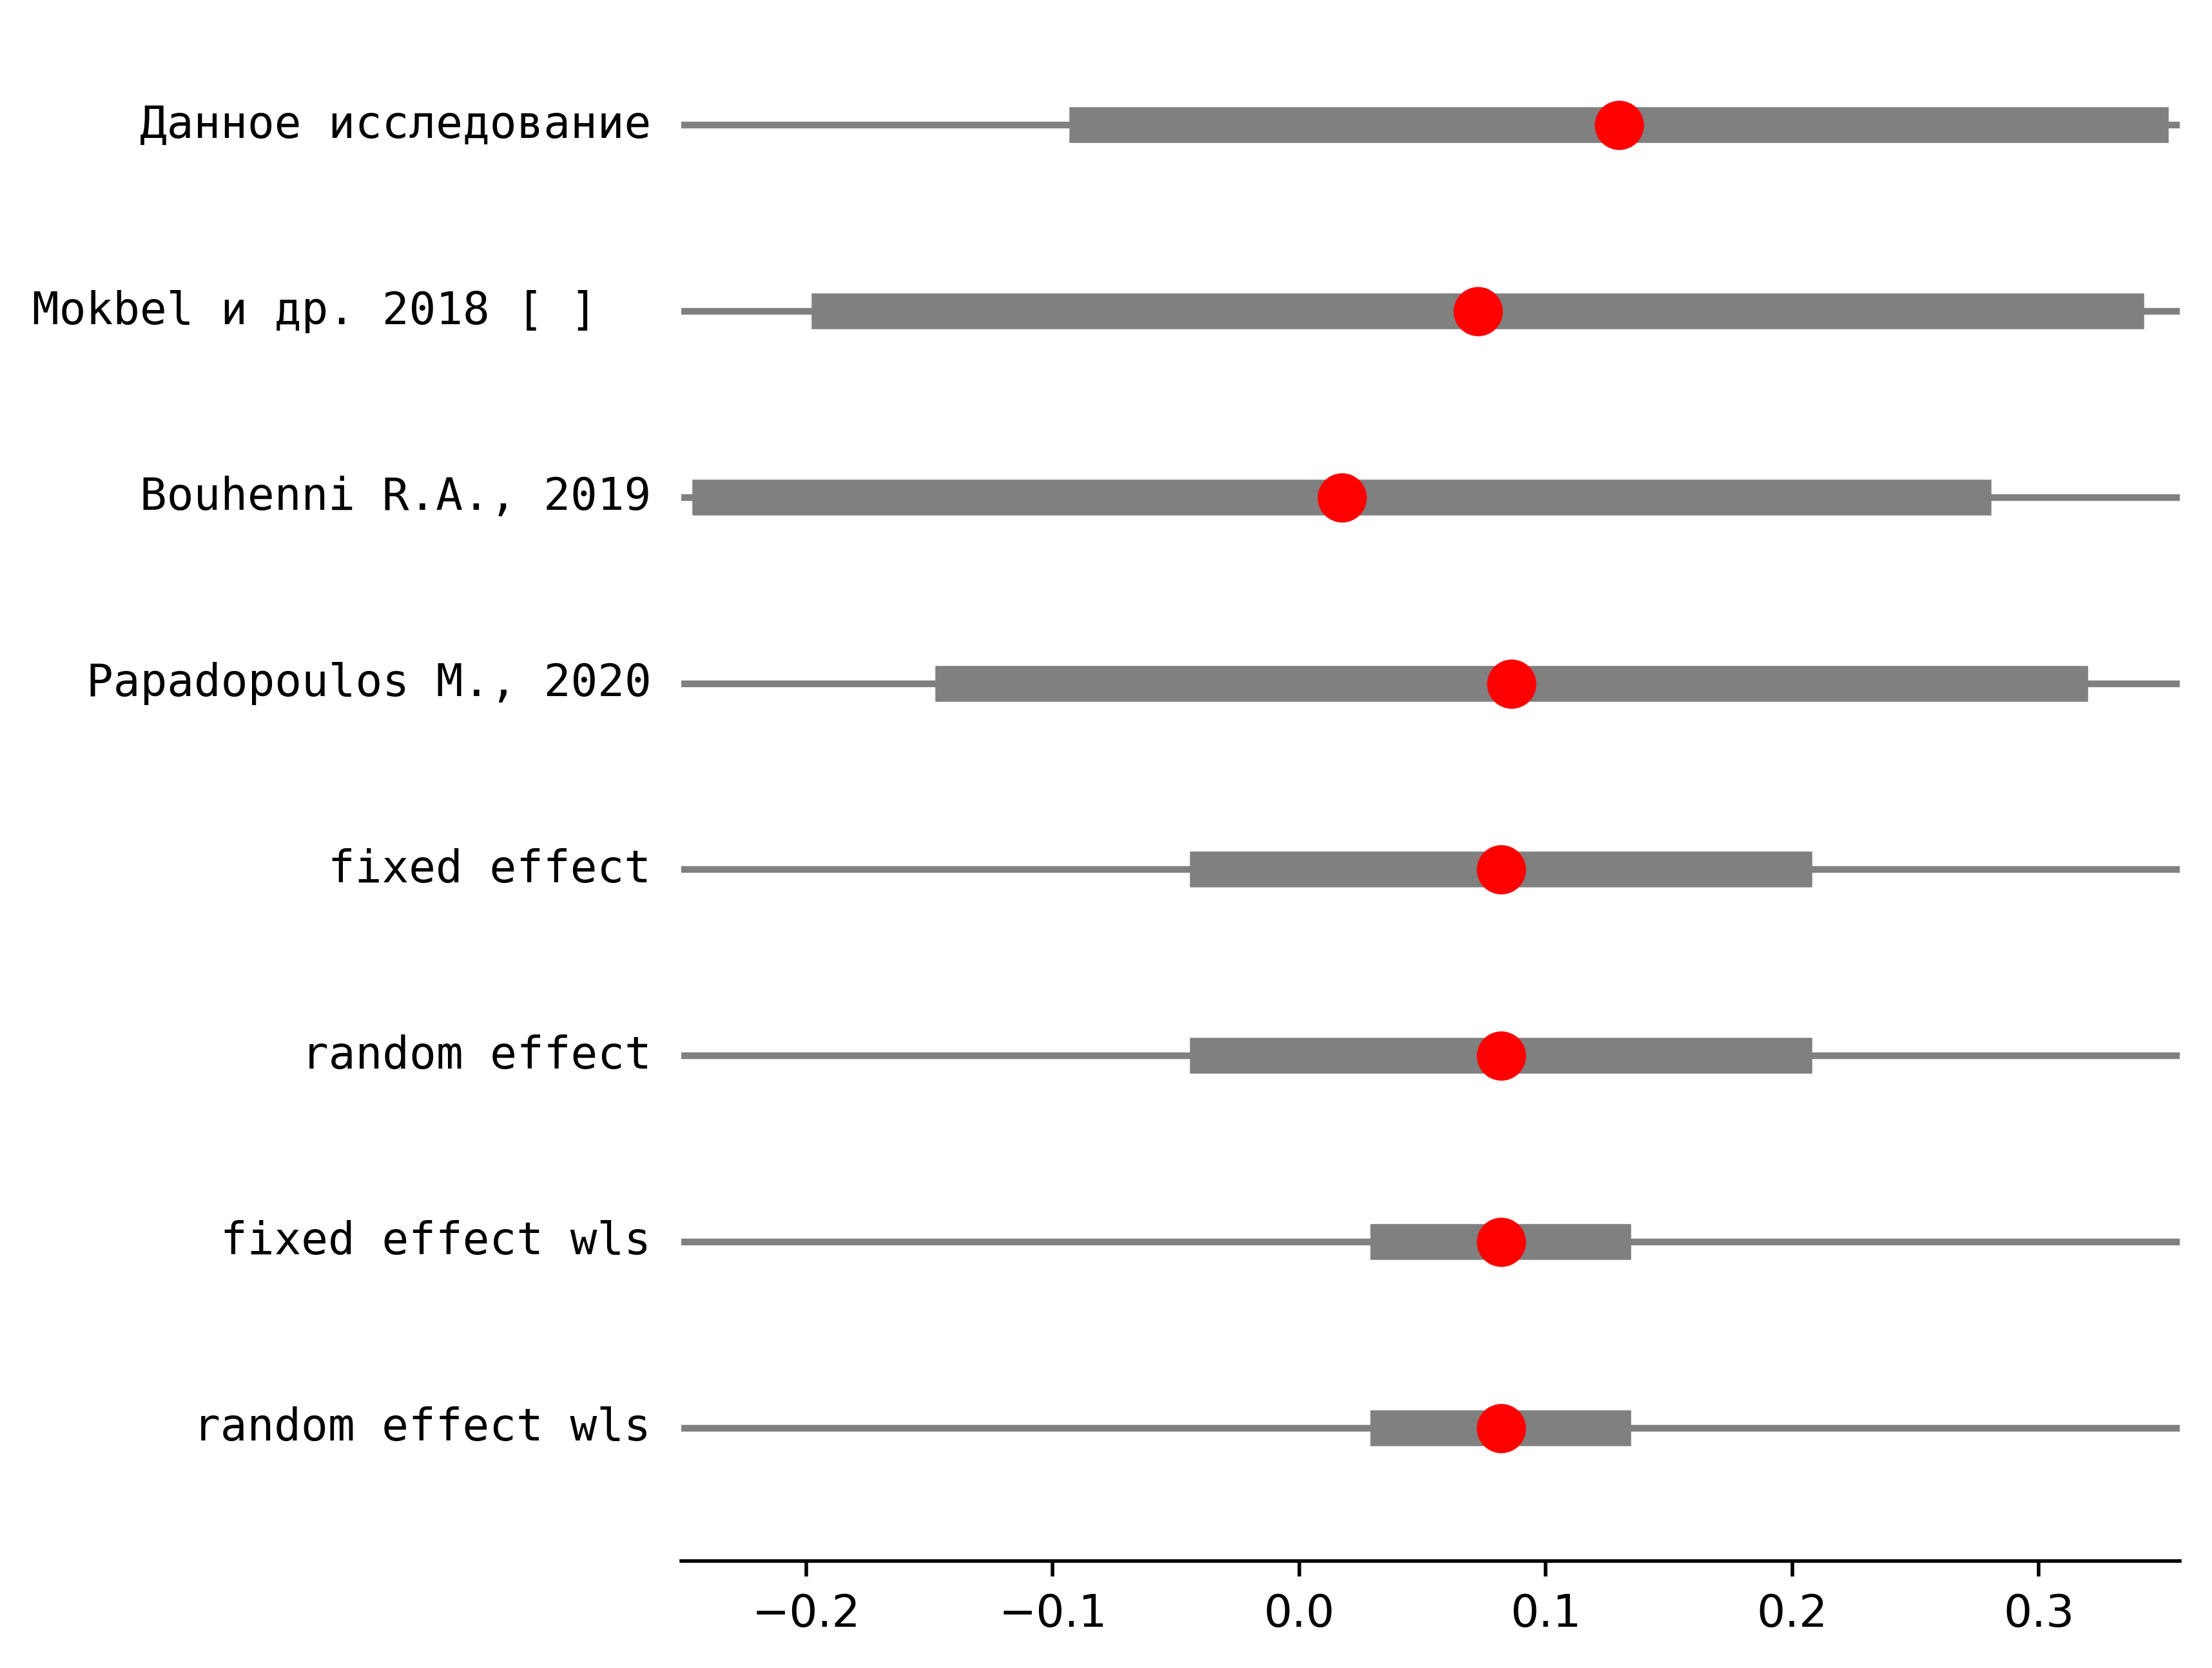 Данное исследование
Mokbel и др. 2018 [ ]
Bouhenni R.A., 2019
Papadopoulos M., 2020
fixed effect
random effect
fixed effect wls
random effect wls
−0.2 −0.1 0.0 0.1 0.2 0.3